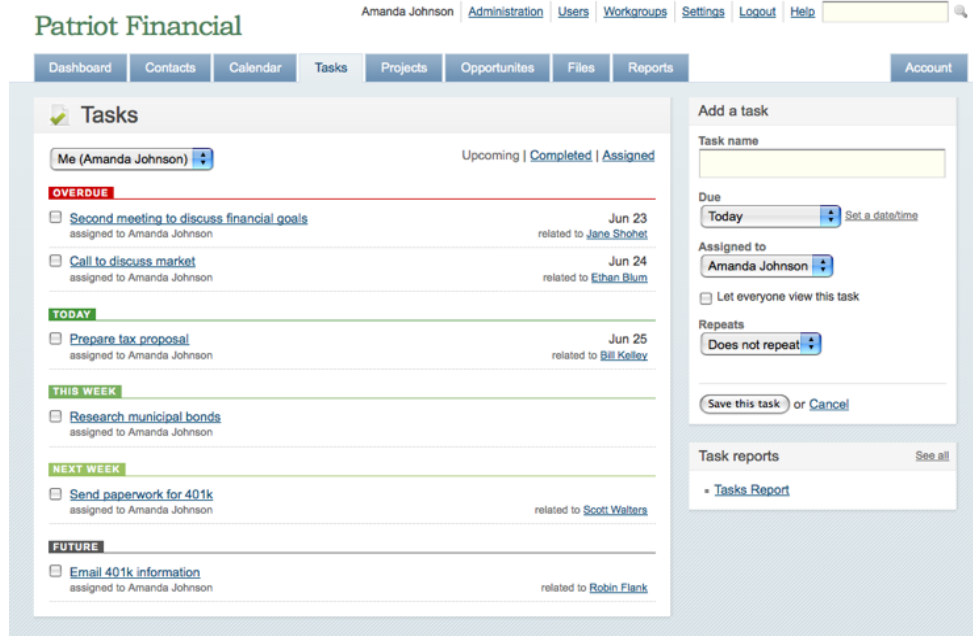 Patriot Financial
Amanda Johnson Administration Users Workgroups Settings Logout Help
Dashboard Contacts Calendar Tasks Projects Opportunites Files Reports Account
Tasks
Me (Amanda Johnson)
Upcoming | Completed | Assigned
OVERDUE
Second meeting to discuss financial goals Jun 23
assigned to Amanda Johnson related to Jane Shohet
Call to discuss market Jun 24
assigned to Amanda Johnson related to Ethan Blum
TODAY
Prepare tax proposal Jun 25
assigned to Amanda Johnson related to Bill Kelley
THIS WEEK
Research municipal bonds
assigned to Amanda Johnson
NEXT WEEK
Send paperwork for 401k
assigned to Amanda Johnson related to Scott Walters
FUTURE
Email 401k information
assigned to Amanda Johnson related to Robin Flank
Add a task
Task name
Due
Today Set a date/time
Assigned to
Amanda Johnson
Let everyone view this task
Repeats
Does not repeat
Save this task or Cancel
Task reports See all
Tasks Report